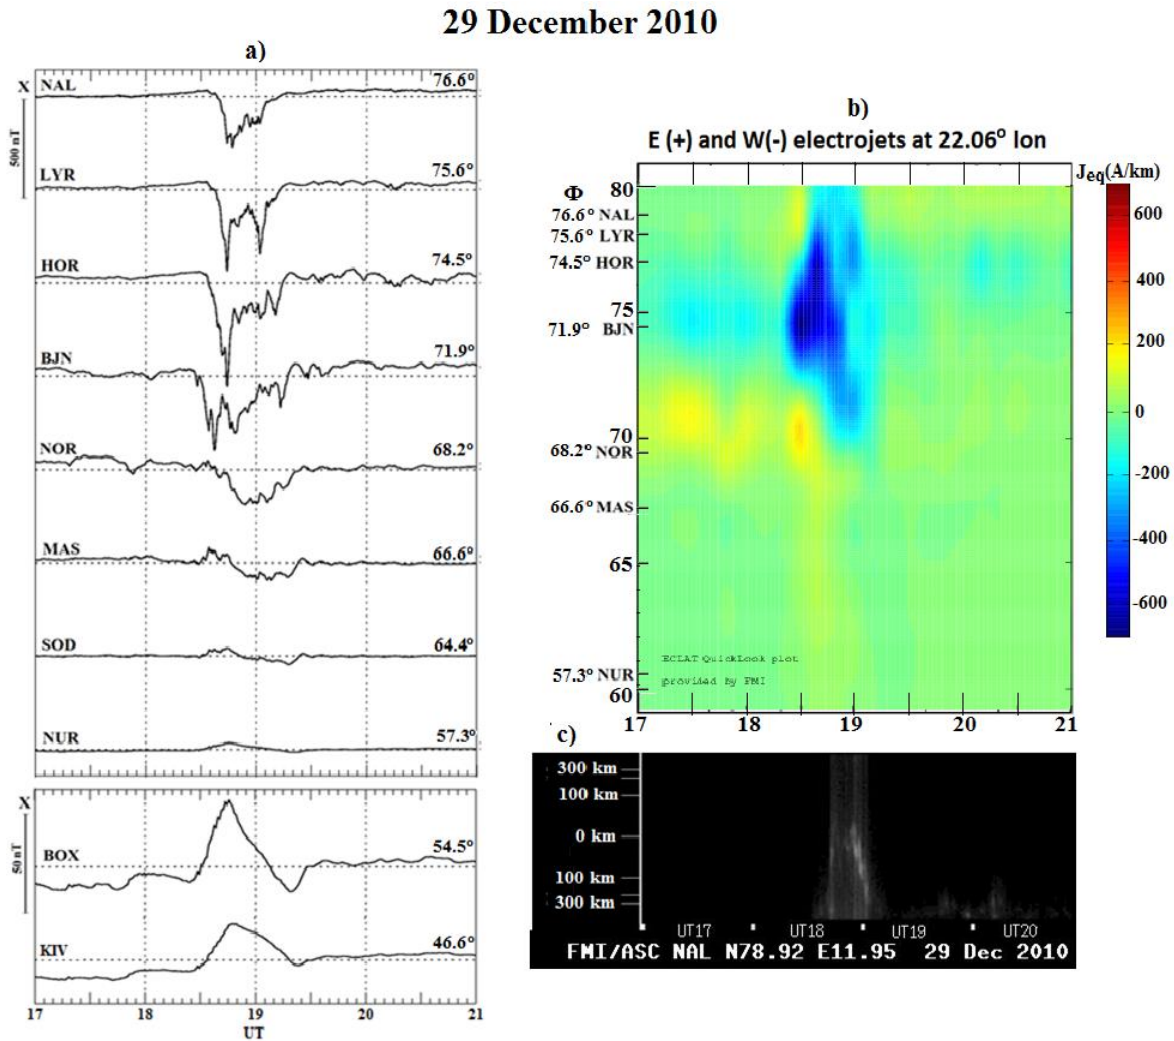 29 December 2010
a)
X
500 nT
NAL 76.6°
LYR 75.6°
HOR 74.5°
BJN 71.9°
NOR 68.2°
MAS 66.6°
SOD 64.4°
NUR 57.3°
X
50 nT
BOX 54.5°
KIV 46.6°
17 18 19 20 21
UT
b)
E (+) and W(-) electrojets at 22.06° lon
Jeq(A/km)
Φ 80
76.6° NAL
75.6° LYR
74.5° HOR
75
71.9° BJN
70
68.2° NOR
66.6° MAS
65
57.3° NUR
60
ECLAT QuickLook plot
provided by FMI
17 18 19 20 21
600
400
200
0
-200
-400
-600
c)
300 km
100 km
0 km
100 km
300 km
UT17 UT18 UT19 UT20
FMI/ASC NAL N78.92 E11.95 29 Dec 2010